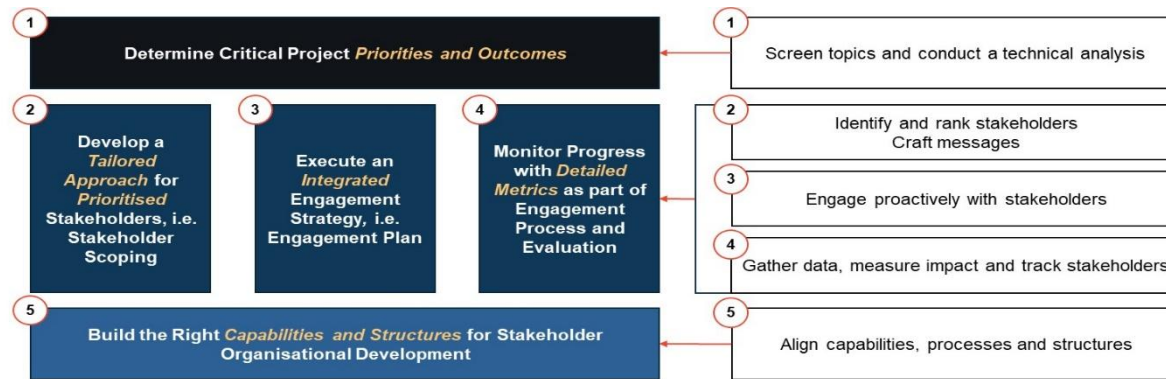 1
Determine Critical Project Priorities and Outcomes
1
Screen topics and conduct a technical analysis
2
Develop a
Tailored
Approach for
Prioritised
Stakeholders, i.e.
Stakeholder
Scoping
3
Execute an
Integrated
Engagement
Strategy, i.e.
Engagement Plan
4
Monitor Progress
with Detailed
Metrics as part of
Engagement
Process and
Evaluation
2
Identify and rank stakeholders
Craft messages
3
Engage proactively with stakeholders
4
Gather data, measure impact and track stakeholders
5
Build the Right Capabilities and Structures for Stakeholder
Organisational Development
5
Align capabilities, processes and structures